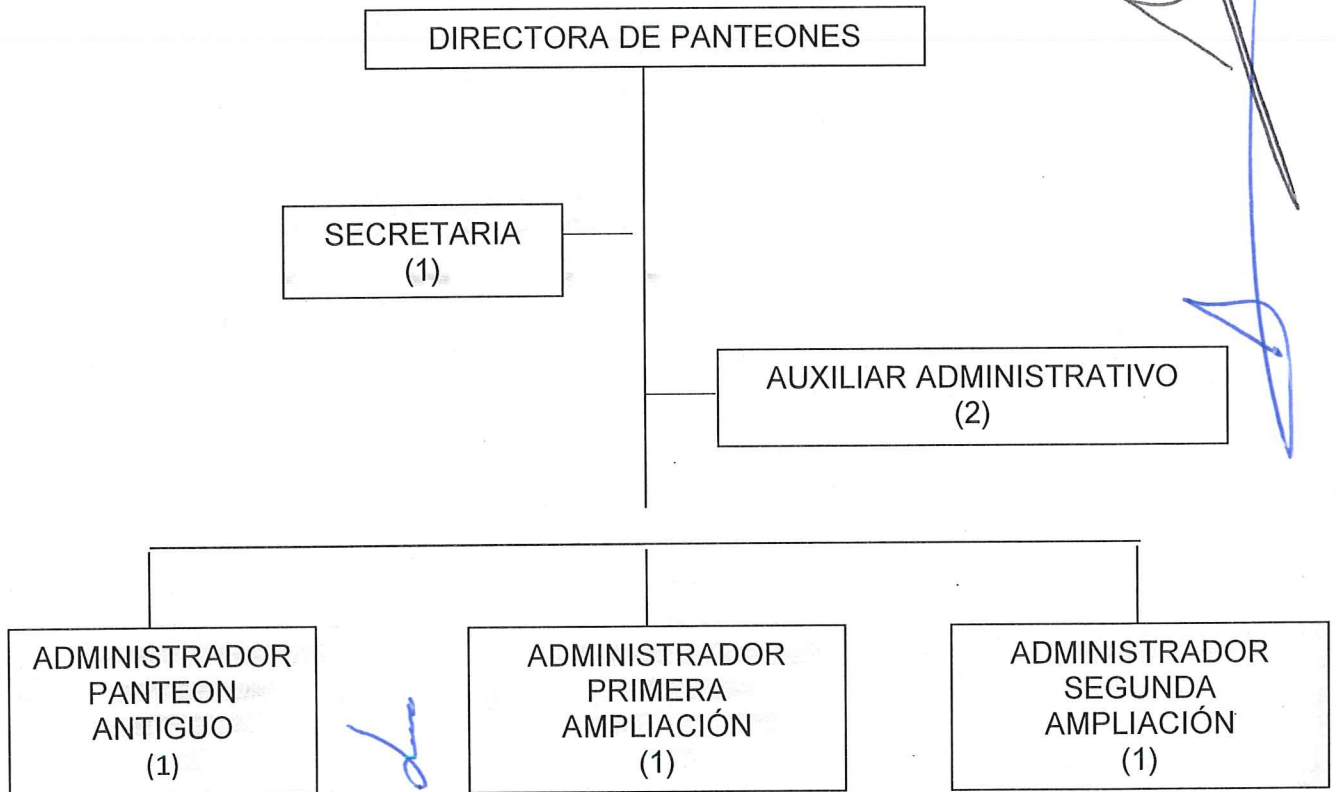 DIRECTORA DE PANTEONES
SECRETARIA
(1)
AUXILIAR ADMINISTRATIVO
(2)
ADMINISTRADOR
PANTEON
ANTIGUO
(1)
ADMINISTRADOR
PRIMERA
AMPLIACIÓN
(1)
ADMINISTRADOR
SEGUNDA
AMPLIACIÓN
(1)